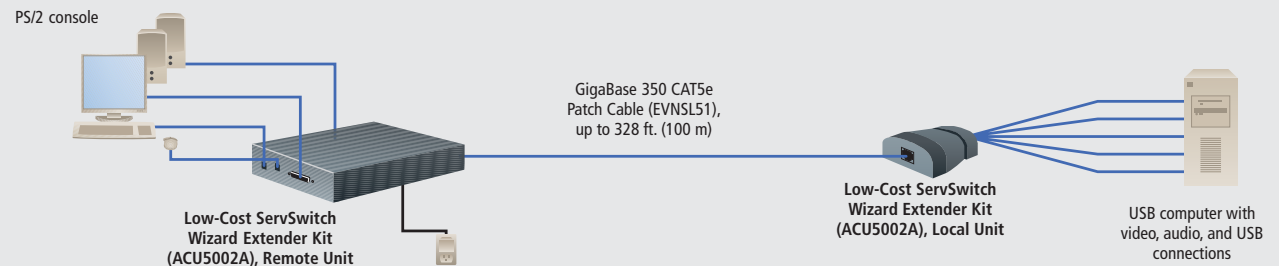 PS/2 console
GigaBase 350 CAT5e
Patch Cable (EVNSL51),
up to 328 ft. (100 m)
Low-Cost ServSwitch
Wizard Extender Kit
(ACU5002A), Remote Unit
Low-Cost ServSwitch
Wizard Extender Kit
(ACU5002A), Local Unit
USB computer with
video, audio, and USB
connections